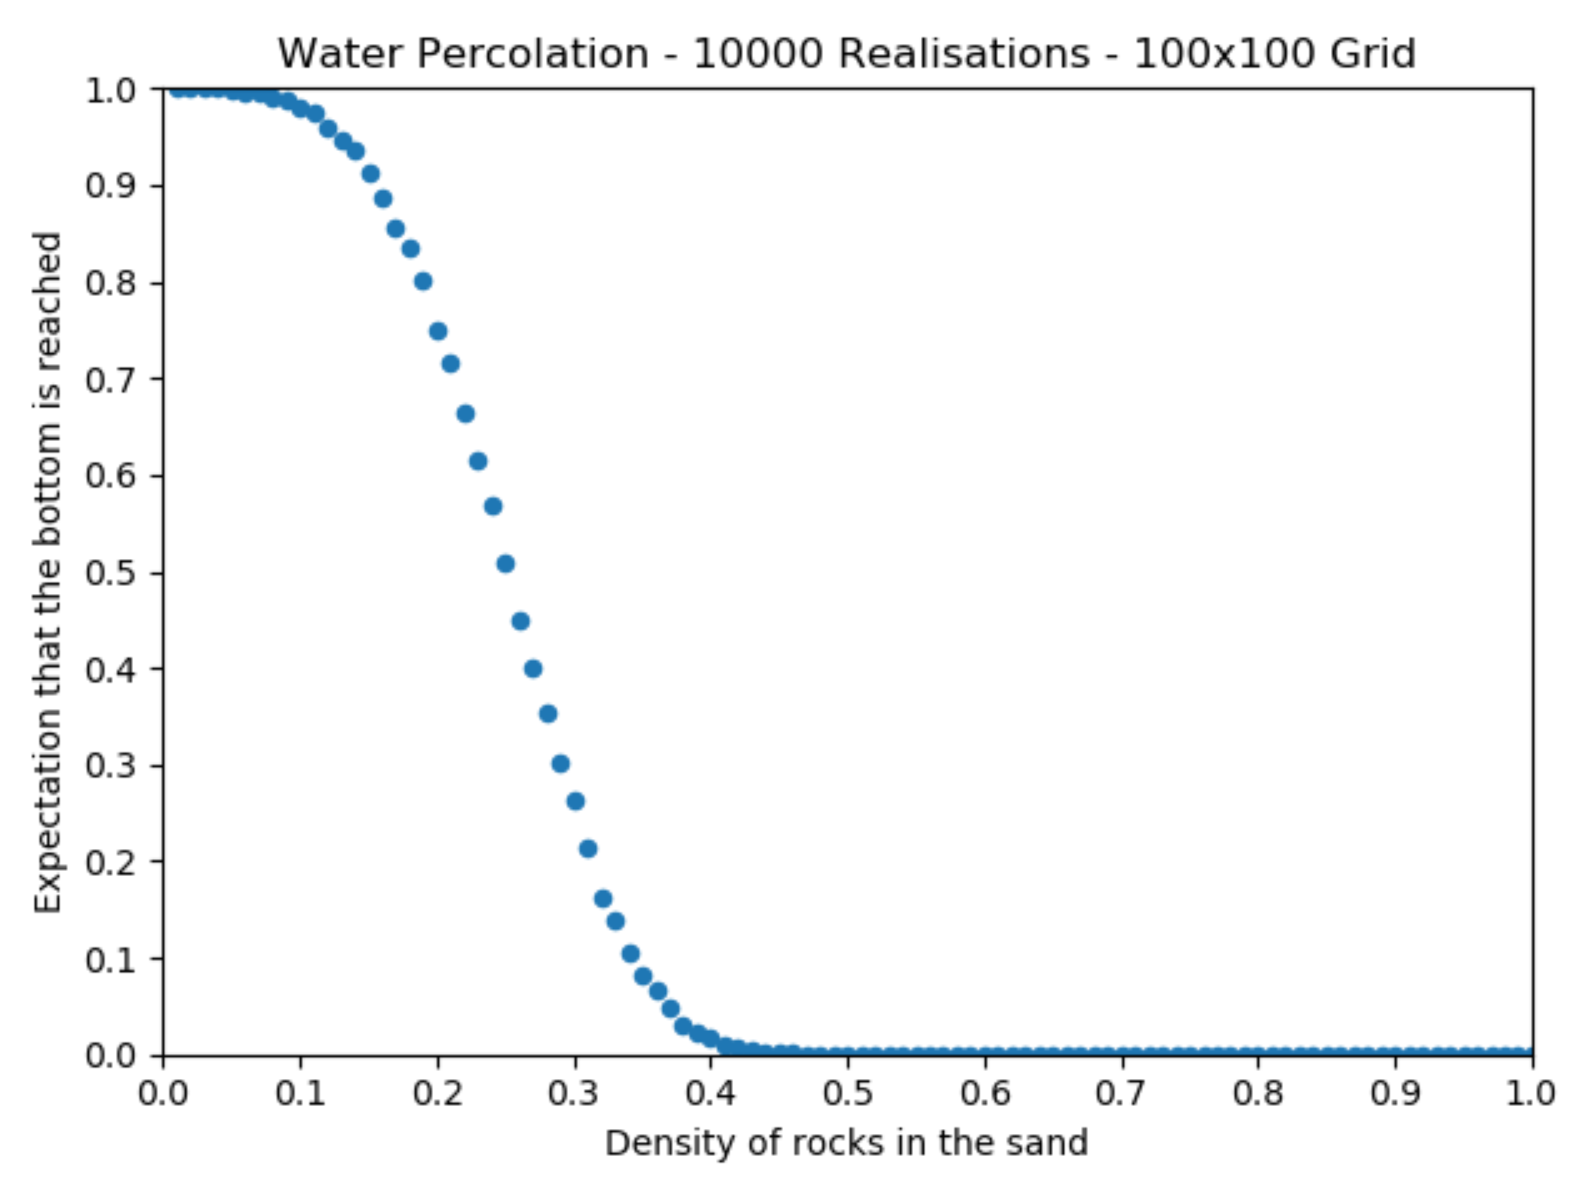 Water Percolation - 10000 Realisations - 100x100 Grid
Expectation that the bottom is reached
1.0
0.9
0.8
0.7
0.6
0.5
0.4
0.3
0.2
0.1
0.0
0.0 0.1 0.2 0.3 0.4 0.5 0.6 0.7 0.8 0.9 1.0
Density of rocks in the sand